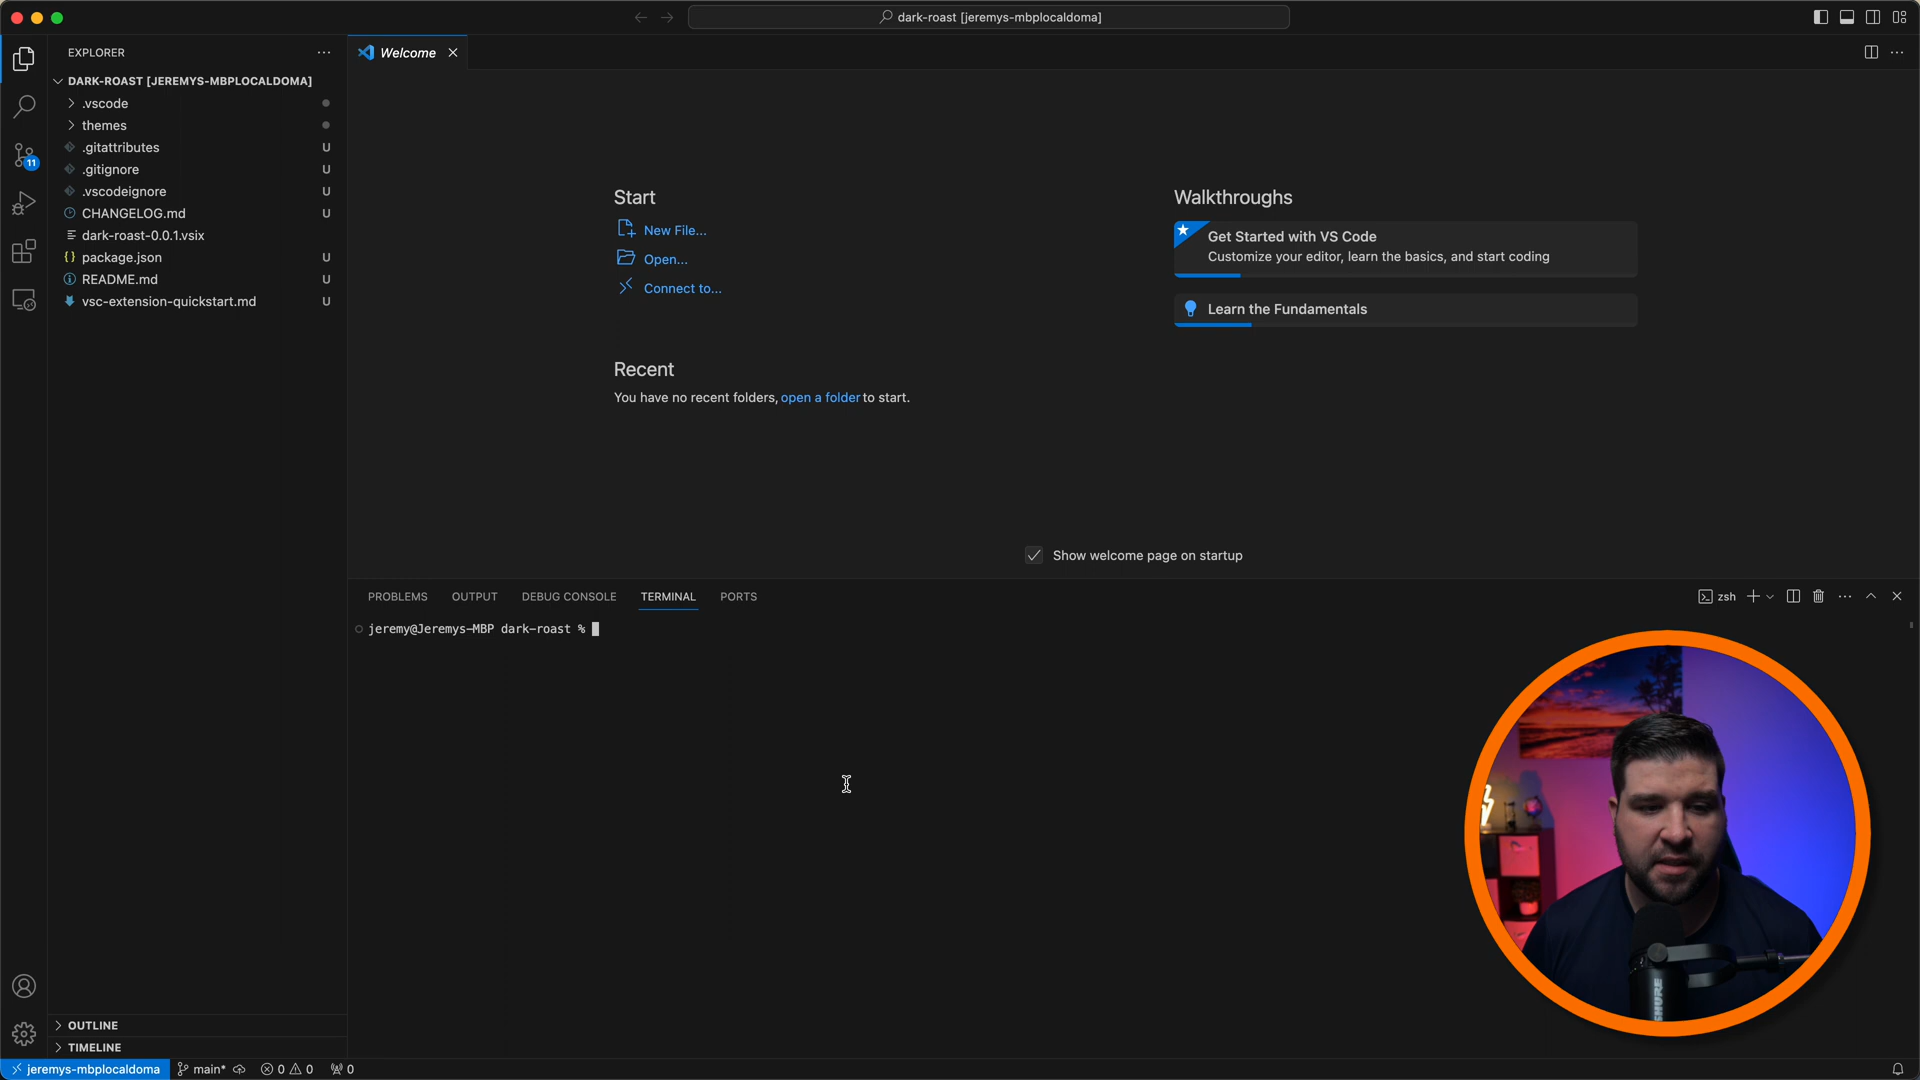 dark-roast [jeremys-mbplocaldoma]
EXPLORER
Welcome
DARK-ROAST [JEREMYS-MBPLOCALDOMA]
.vscode
themes
.gitattributes U
.gitignore U
.vscodeignore U
CHANGELOG.md U
dark-roast-0.0.1.vsix
{} package.json U
README.md U
vsc-extension-quickstart.md U
11
Start
New File...
Open...
Connect to...
Recent
You have no recent folders, open a folder to start.
Walkthroughs
Get Started with VS Code
Customize your editor, learn the basics, and start coding
Learn the Fundamentals
Show welcome page on startup
PROBLEMS OUTPUT DEBUG CONSOLE TERMINAL PORTS
zsh
jeremy@Jeremys-MBP dark-roast %
SHURE
OUTLINE
TIMELINE
jeremys-mbplocaldoma main* 0 0 0